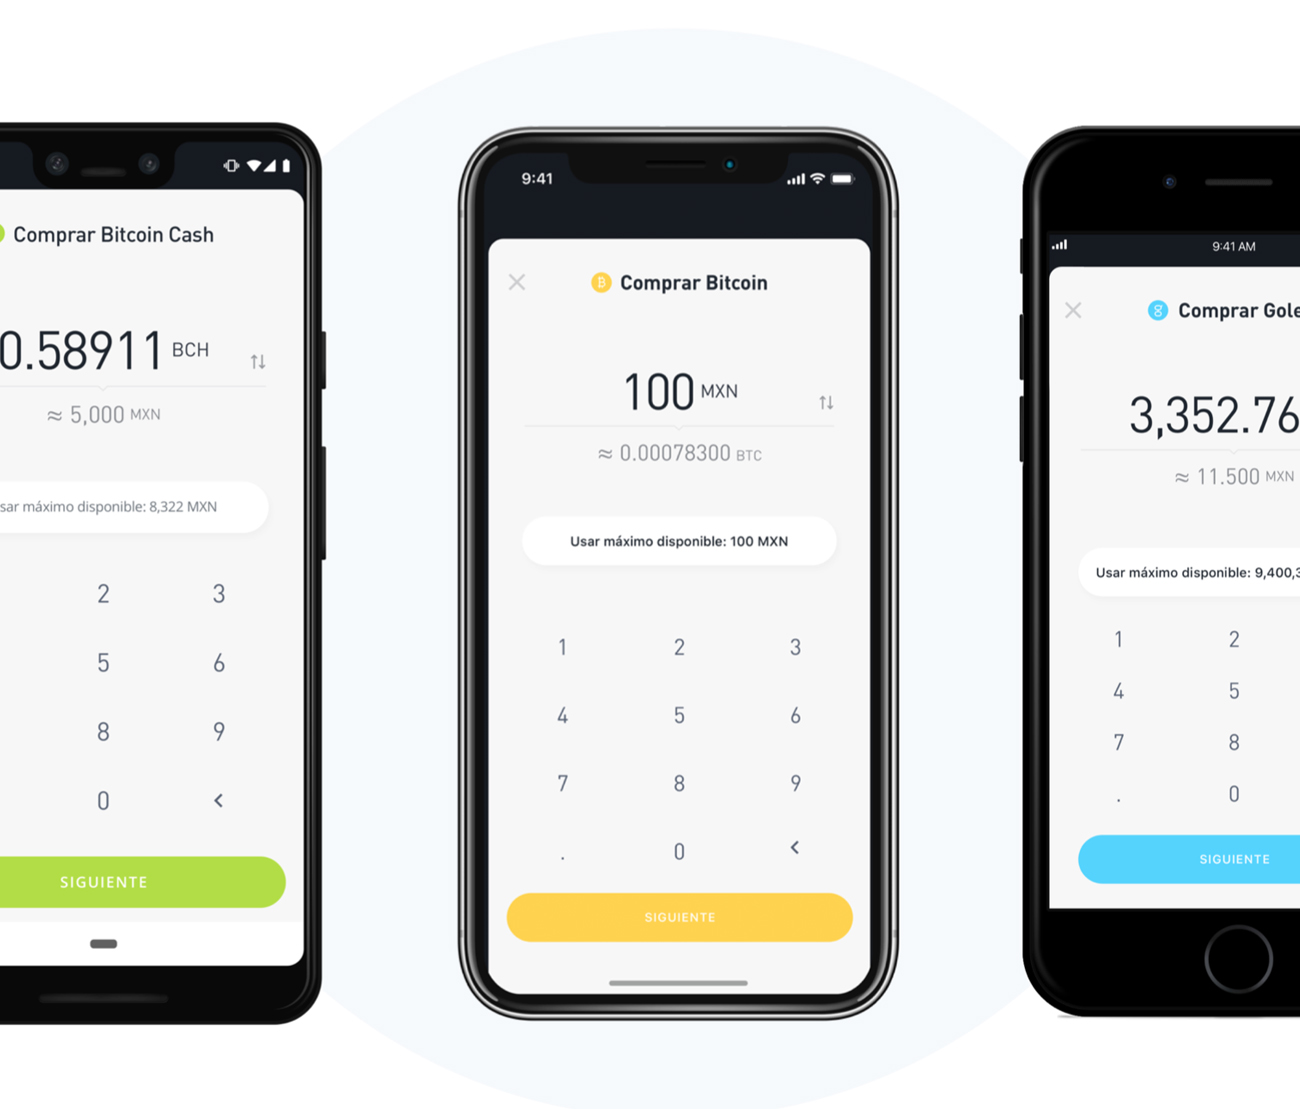 Comprar Bitcoin Cash
0.58911 BCH
≈ 5,000 MXN
sar máximo disponible: 8,322 MXN
2 3
5 6
8 9
0 <
SIGUIENTE
9:41
Comprar Bitcoin
100 MXN
≈ 0.00078300 BTC
Usar máximo disponible: 100 MXN
1 2 3
4 5 6
7 8 9
. 0 <
SIGUIENTE
9:41 AM
Comprar Gole
3,352.76
≈ 11.500 MXN
Usar máximo disponible: 9,400,3
1 2
4 5
7 8
. 0
SIGUIENTE